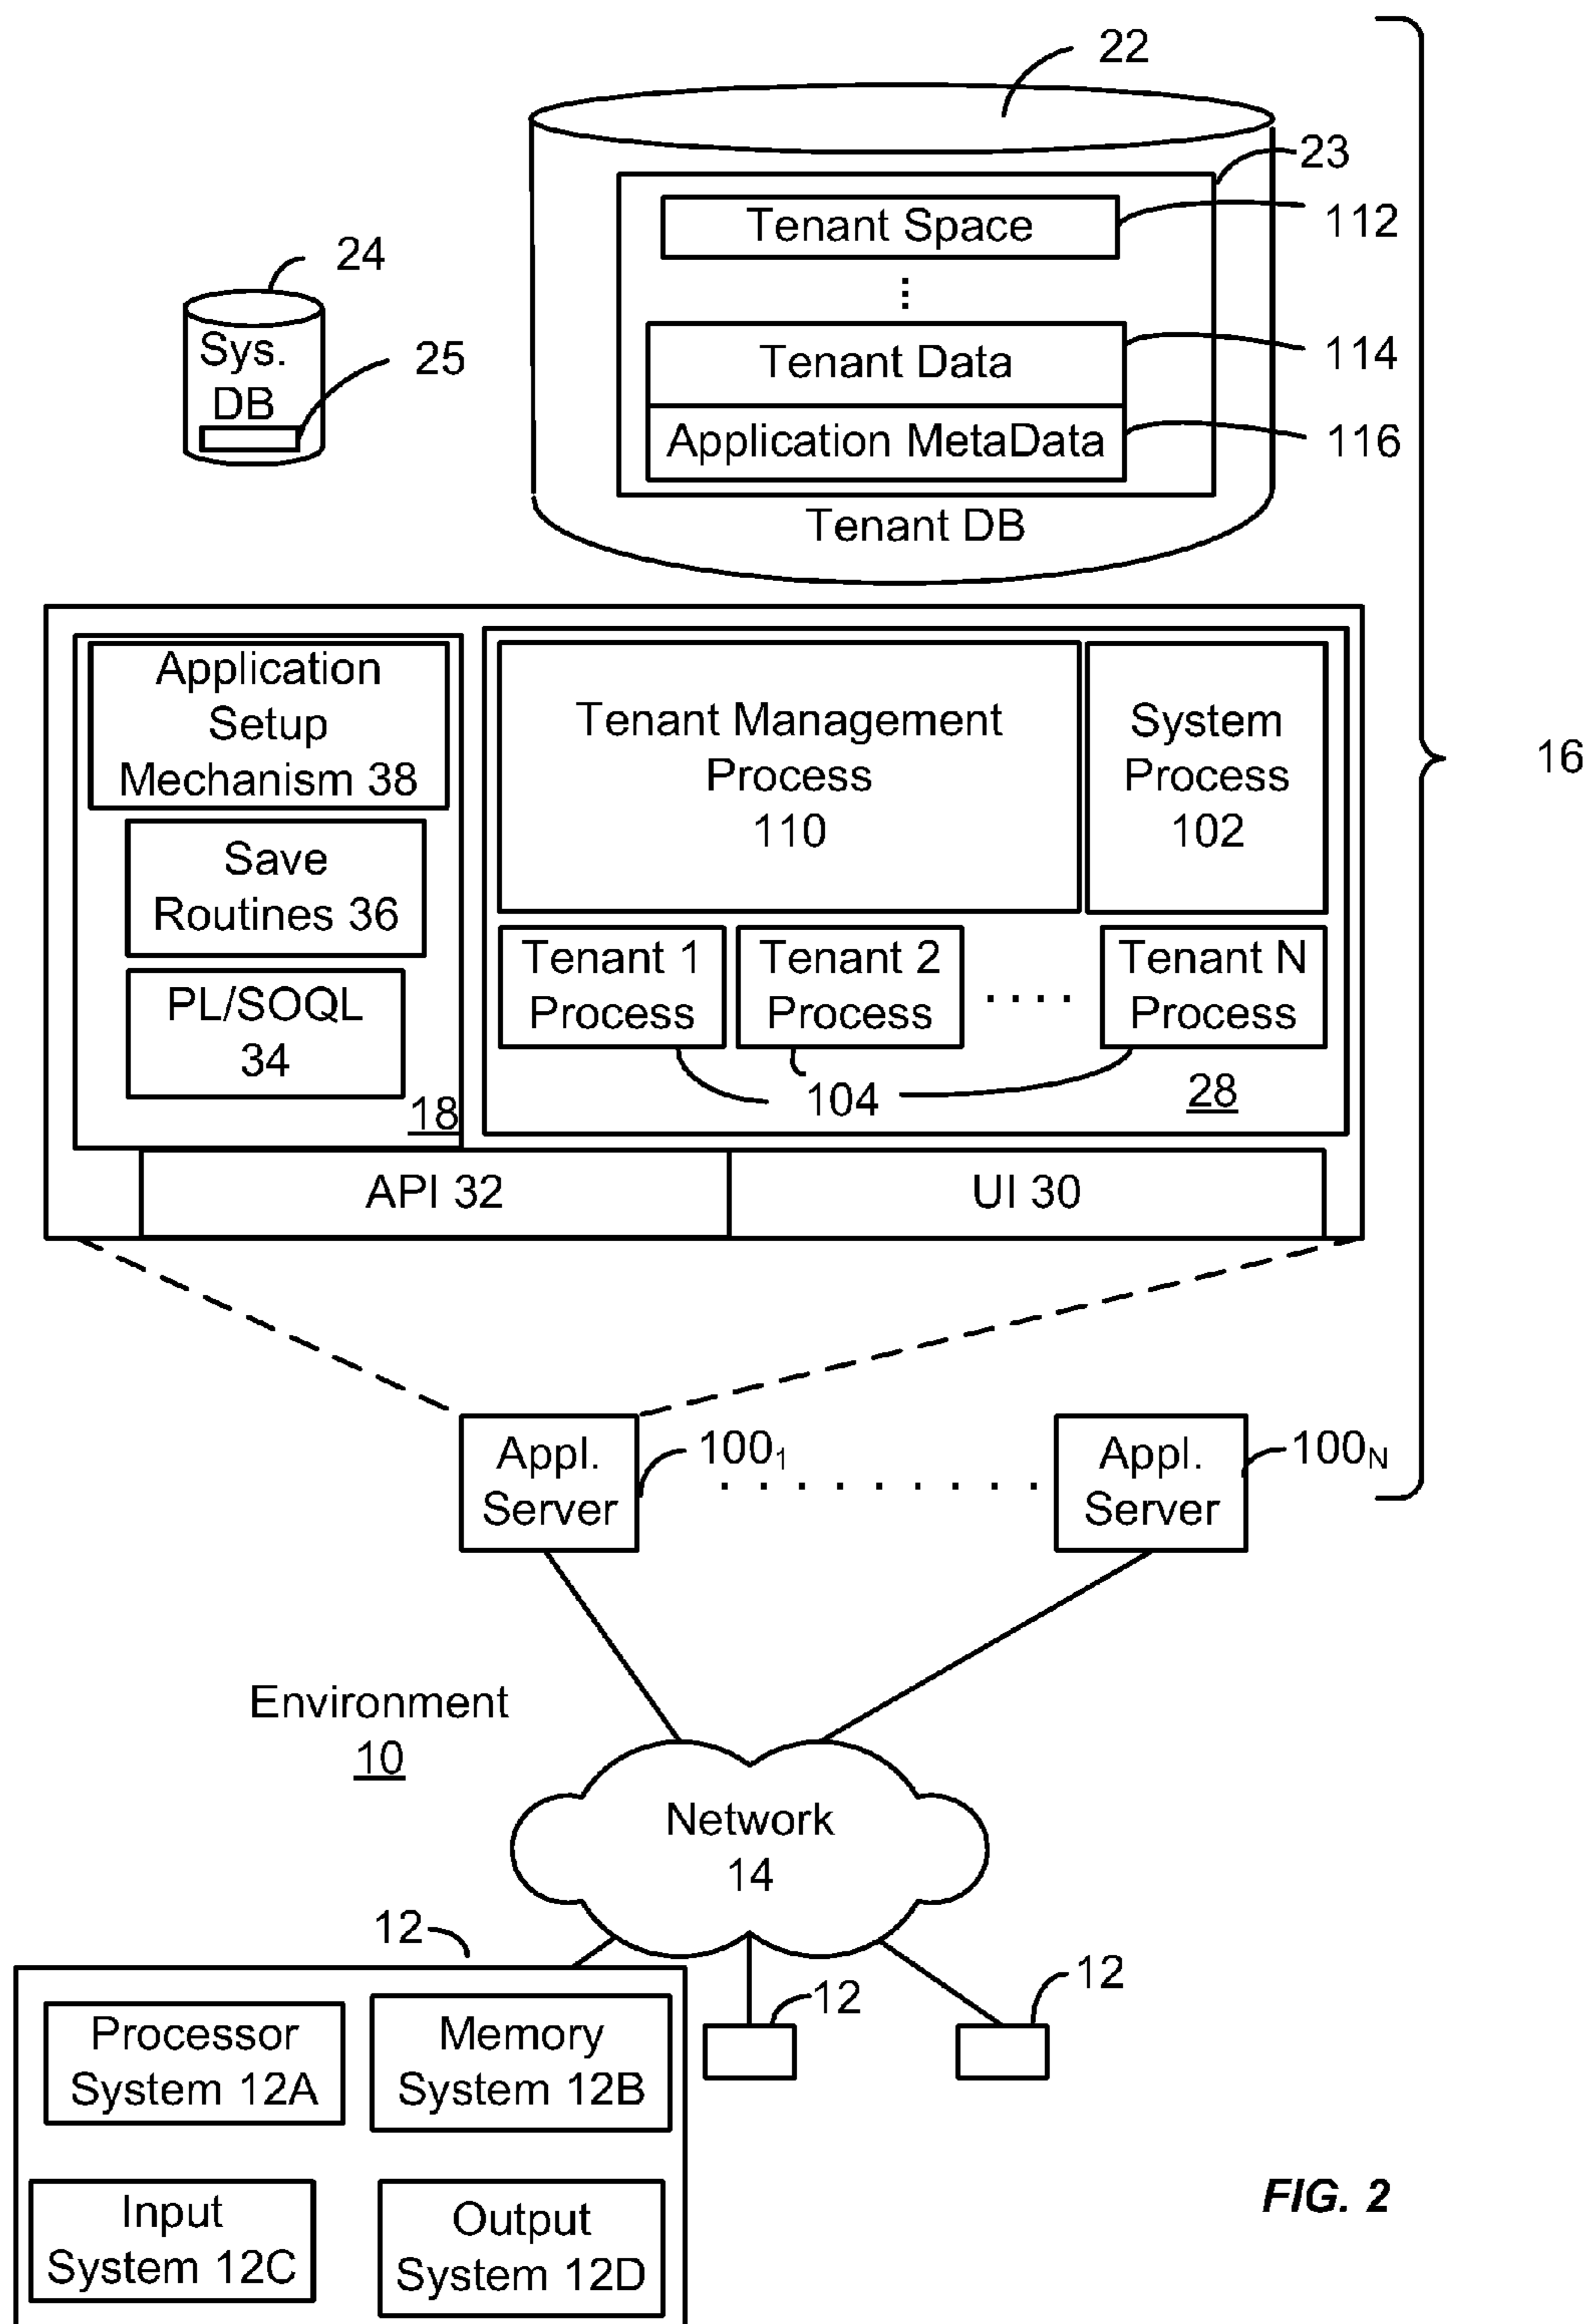 22
23
Tenant Space
112
24
Sys.
DB
25
Tenant Data
114
Application MetaData
116
Tenant DB
Application
Setup
Mechanism 38
Tenant Management
Process
110
System
Process
102
16
Save
Routines 36
PL/SOQL
34
18
Tenant 1
Process
Tenant 2
Process
. . . .
Tenant N
Process
104
28
API 32
UI 30
Appl.
Server
100₁
. . . . . . . . .
Appl.
Server
100N
Environment
10
Network
14
12
12
12
Processor
System 12A
Memory
System 12B
Input
System 12C
Output
System 12D
FIG. 2